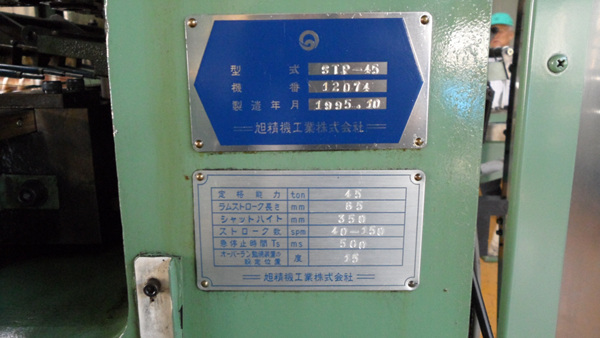 型式 STP-45
機番 12074
製造年月 1995.10
旭精機工業株式会社
定格能力 ton 45
ラムストローク長さ mm 85
シャットハイト mm 350
ストローク数 spm 40-150
急停止時間Ts ms 500
オーバーラン監視装置の
設定位置 度 15
旭精機工業株式会社